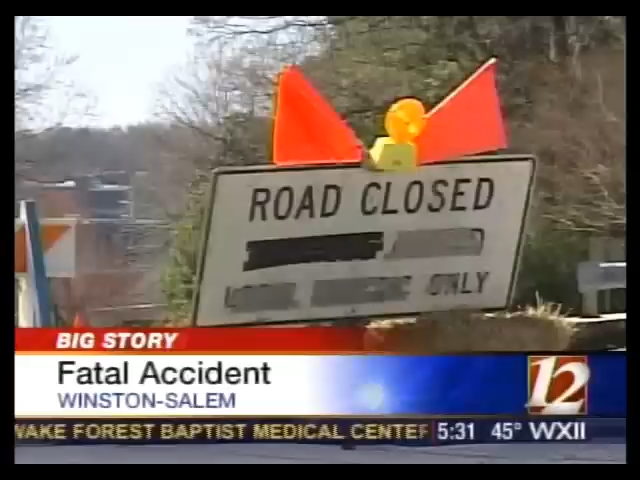 ROAD CLOSED
ONLY
BIG STORY
Fatal Accident
WINSTON-SALEM
12
WAKE FOREST BAPTIST MEDICAL CENTER 5:31 45° WXII